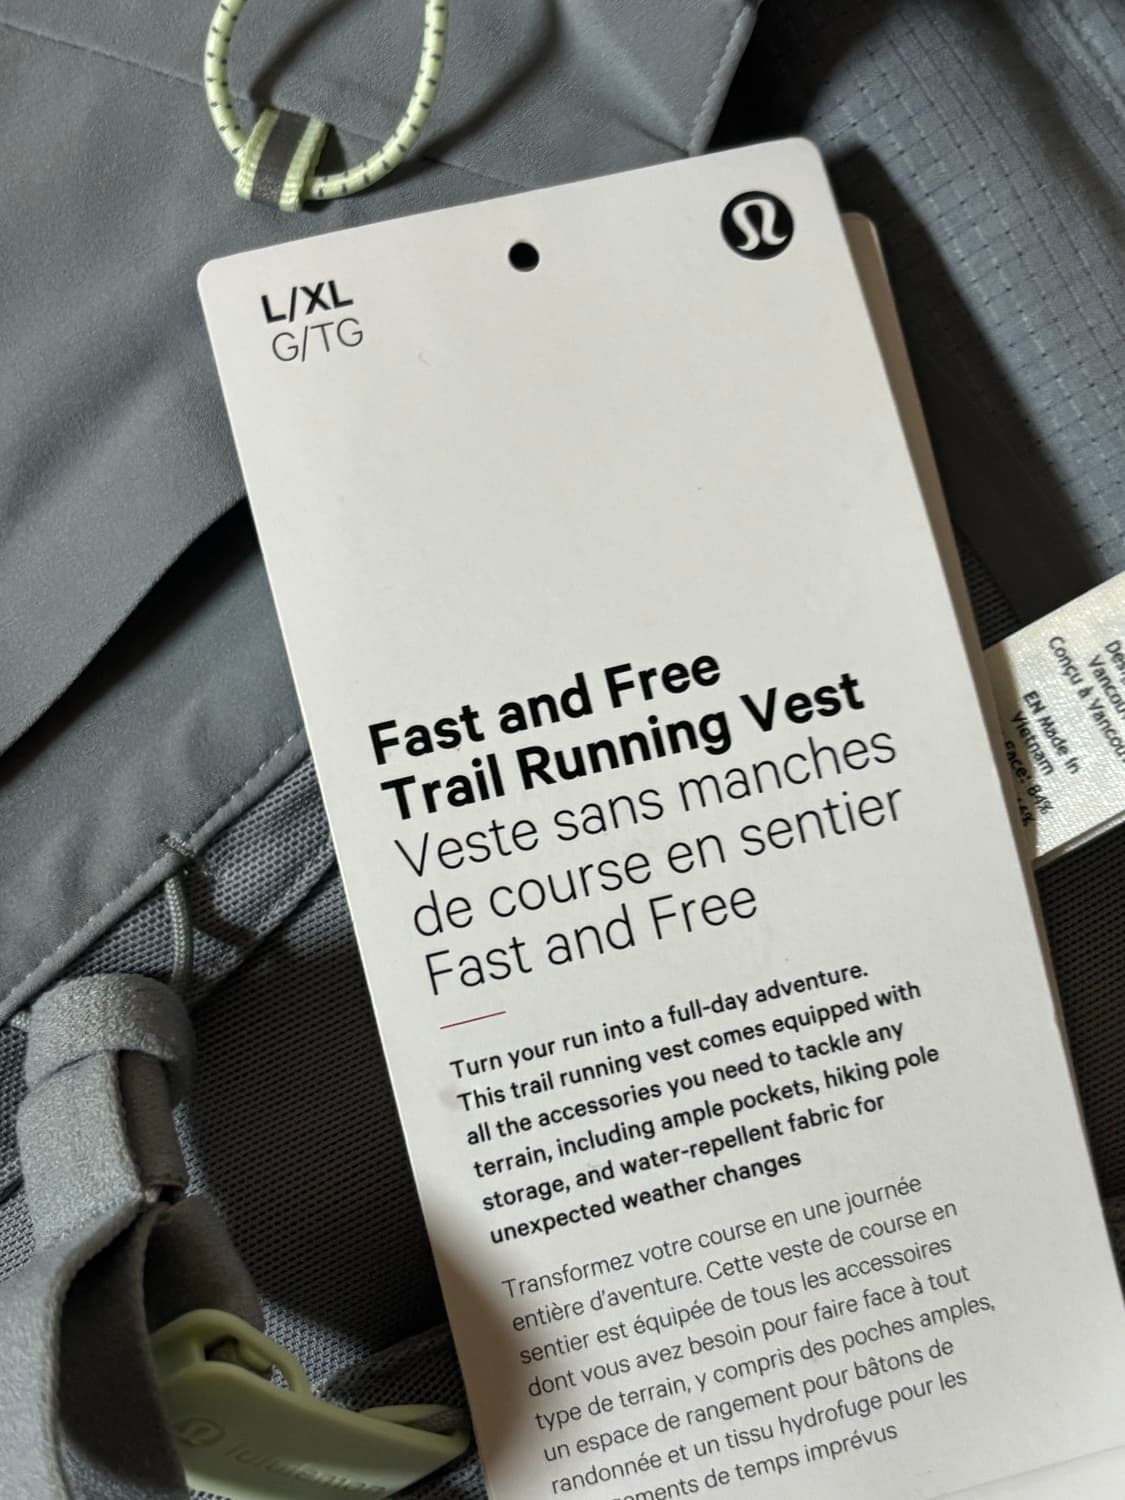 L/XL
G/TG
Fast and Free
Trail Running Vest
Veste sans manches
de course en sentier
Fast and Free
Turn your run into a full-day adventure.
This trail running vest comes equipped with
all the accessories you need to tackle any
terrain, including ample pockets, hiking pole
storage, and water-repellent fabric for
unexpected weather changes
Transformez votre course en une journée
entière d'aventure. Cette veste de course en
sentier est équipée de tous les accessoires
dont vous avez besoin pour faire face à tout
type de terrain, y compris des poches amples,
un espace de rangement pour bâtons de
randonnée et un tissu hydrofuge pour les
de temps imprévus
Conçu à
EN Made in
Vietnam
Face: 84%
lululemon